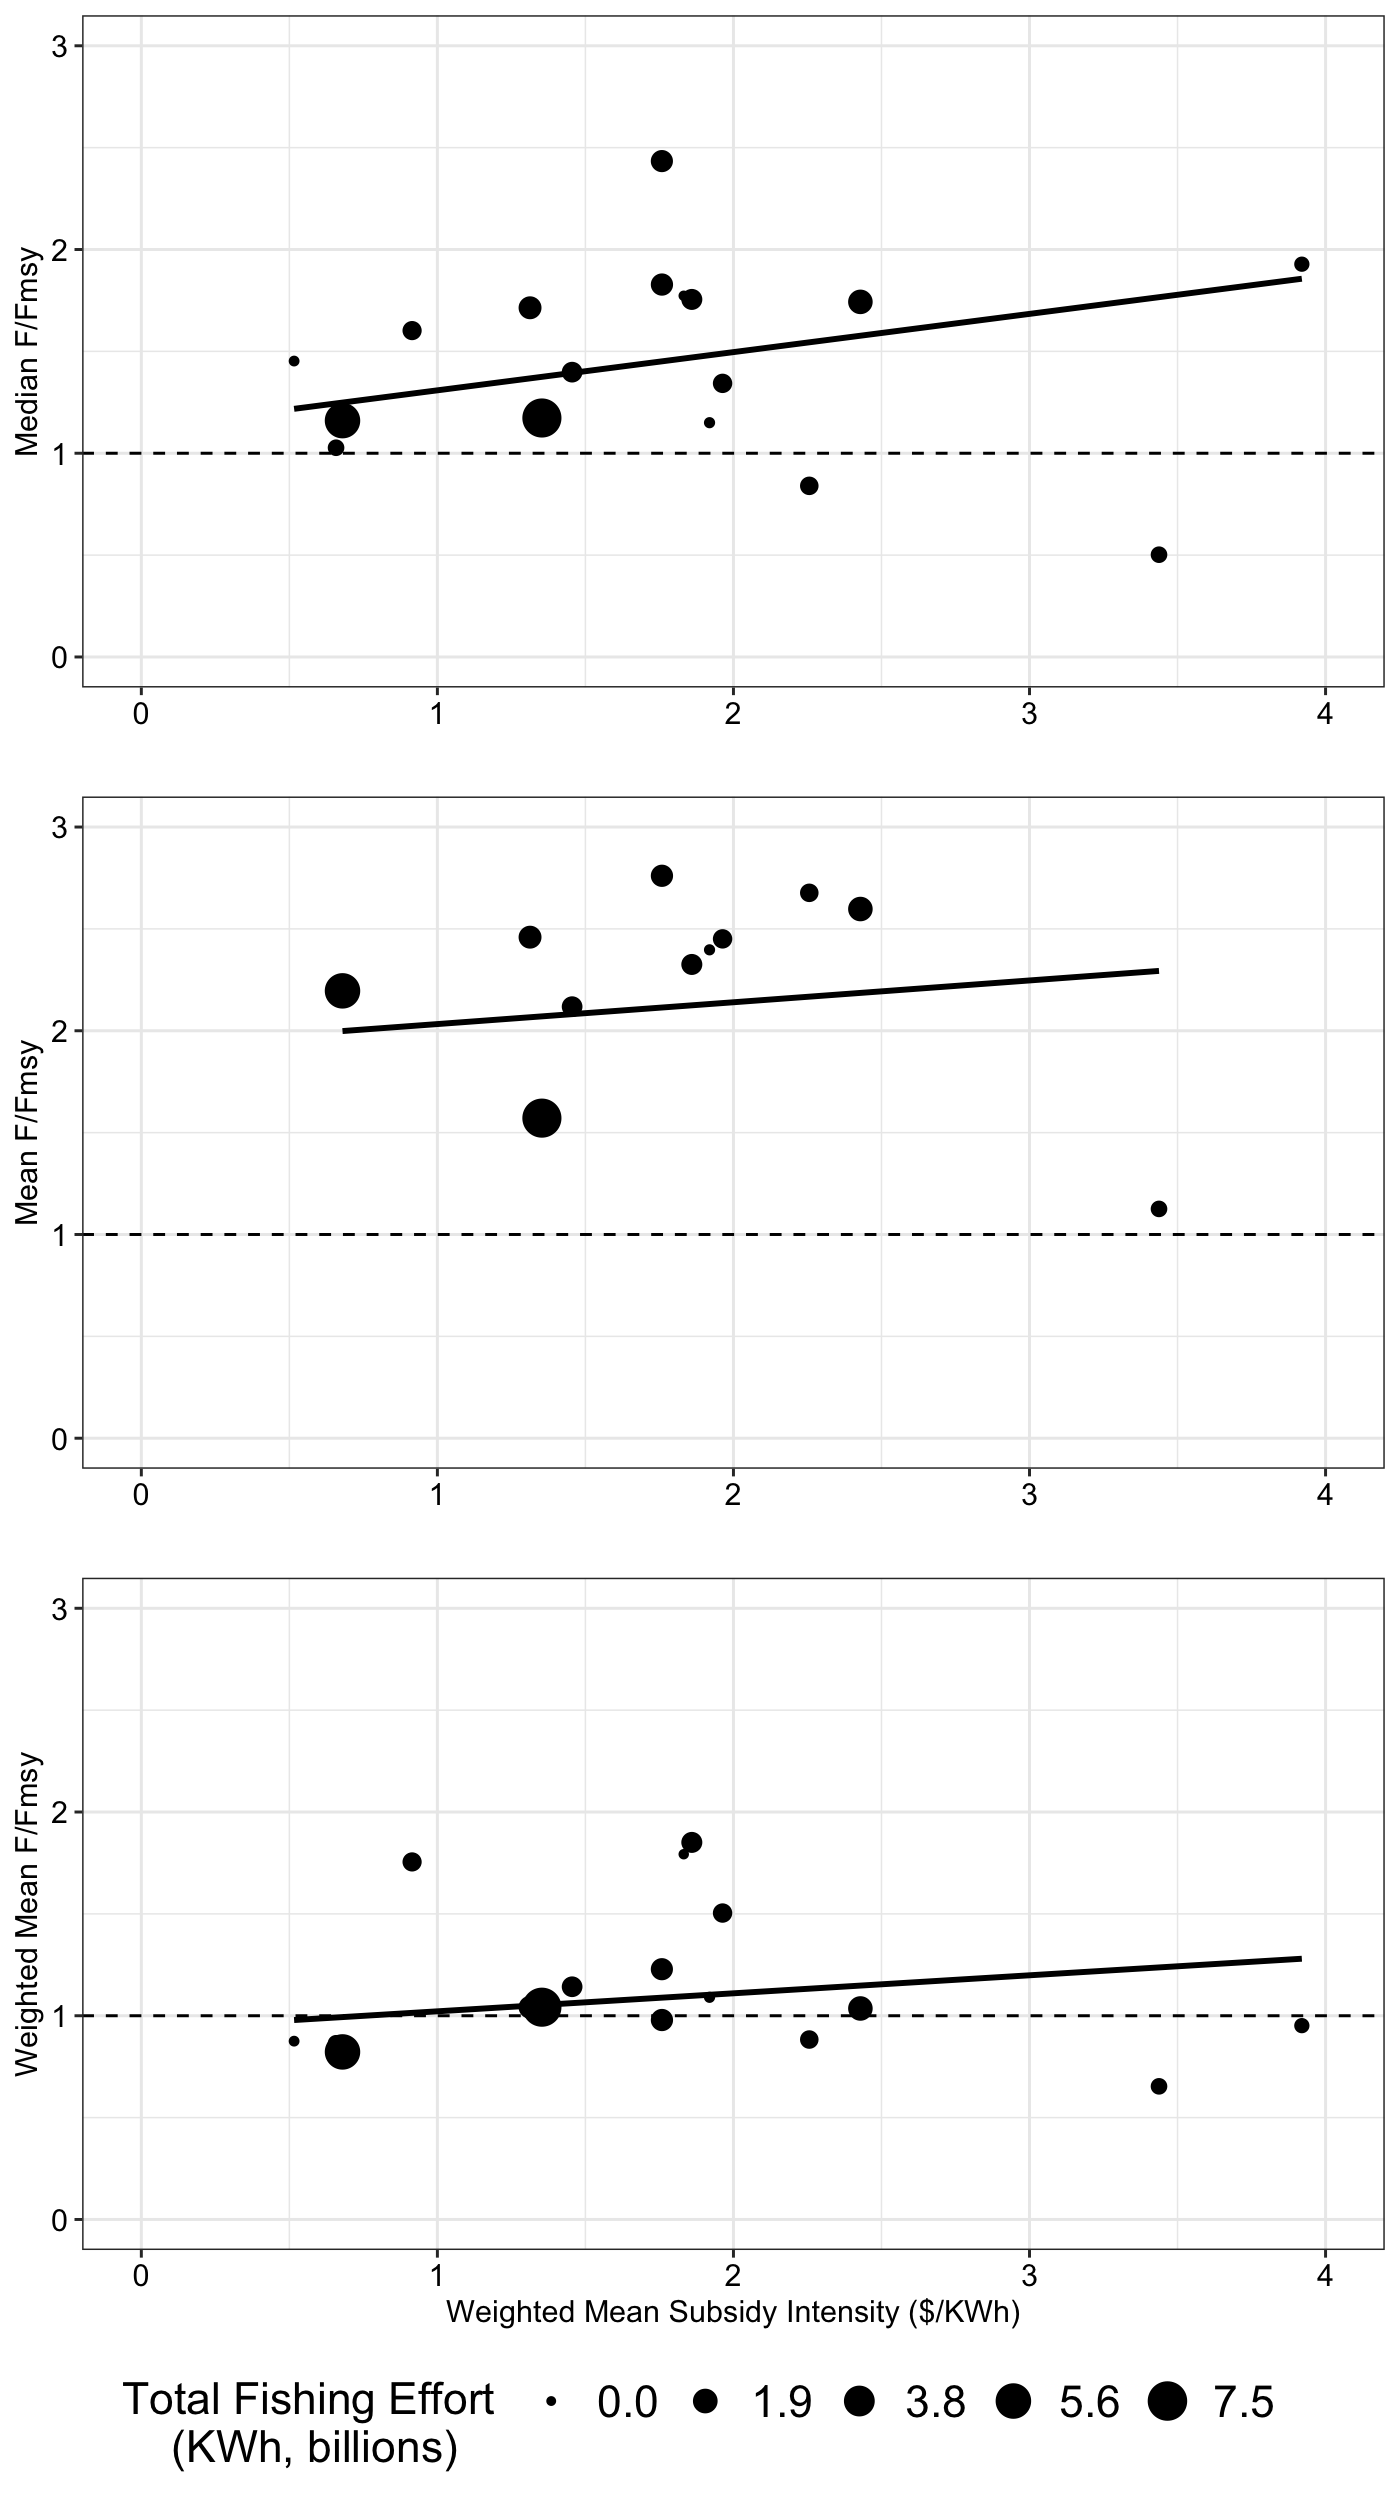 3
2
1
0
Median F/Fmsy
0 1 2 3 4
3
2
1
0
Mean F/Fmsy
0 1 2 3 4
3
2
1
0
Weighted Mean F/Fmsy
0 1 2 3 4
Weighted Mean Subsidy Intensity ($/KWh)
Total Fishing Effort
(KWh, billions)
0.0 1.9 3.8 5.6 7.5